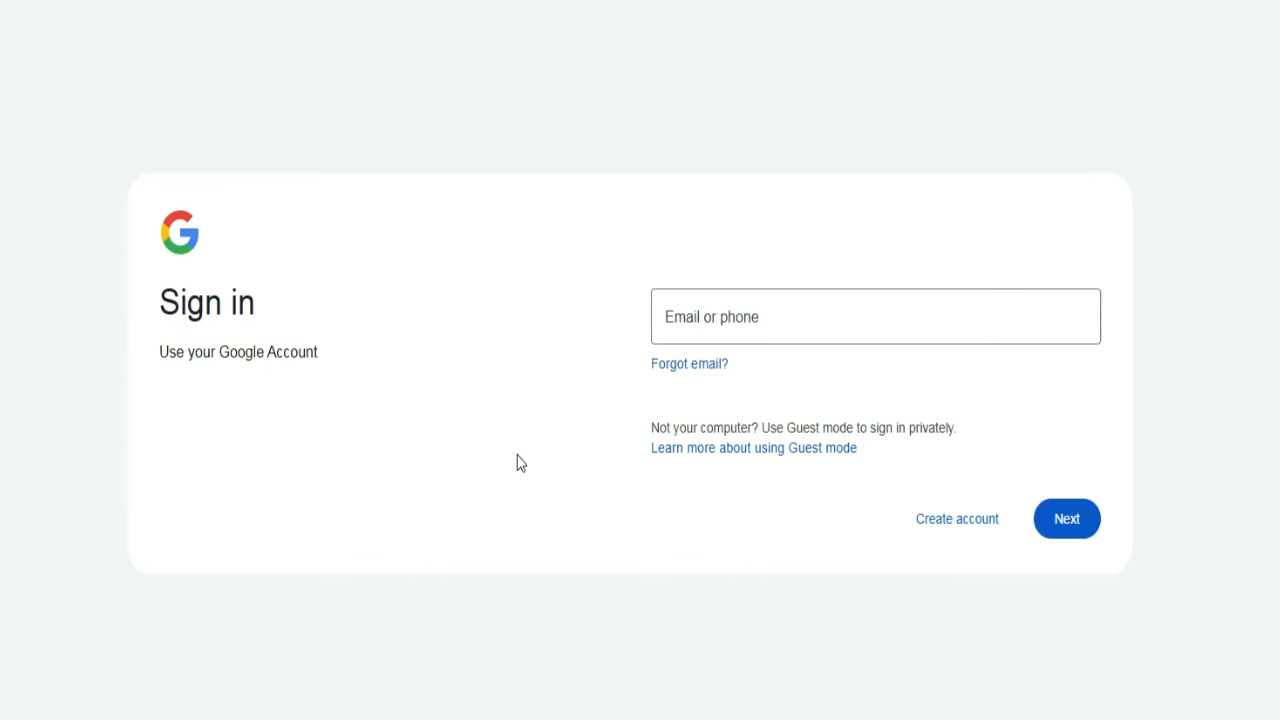 Sign in
Use your Google Account
Email or phone
Forgot email?
Not your computer? Use Guest mode to sign in privately.
Learn more about using Guest mode
Create account
Next